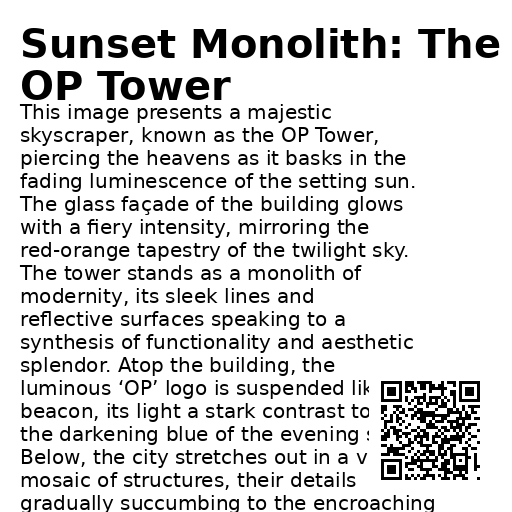 Sunset Monolith: The
OP Tower
This image presents a majestic
skyscraper, known as the OP Tower,
piercing the heavens as it basks in the
fading luminescence of the setting sun.
The glass façade of the building glows
with a fiery intensity, mirroring the
red-orange tapestry of the twilight sky.
The tower stands as a monolith of
modernity, its sleek lines and
reflective surfaces speaking to a
synthesis of functionality and aesthetic
splendor. Atop the building, the
luminous ‘OP’ logo is suspended
beacon, its light a stark contrast to
the darkening blue of the evening
Below, the city stretches out in a
mosaic of structures, their details
gradually succumbing to the encroaching